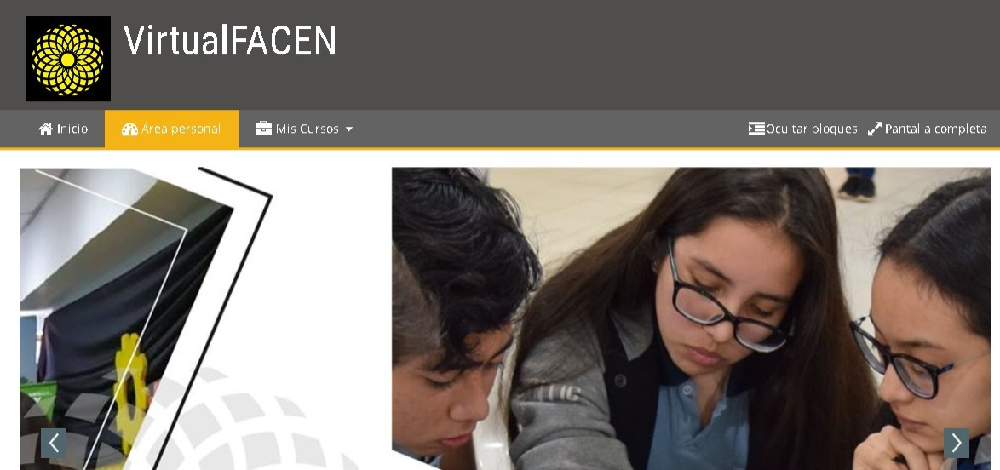 VirtualFACEN
Inicio
Área personal
Mis Cursos
Ocultar bloques
Pantalla completa